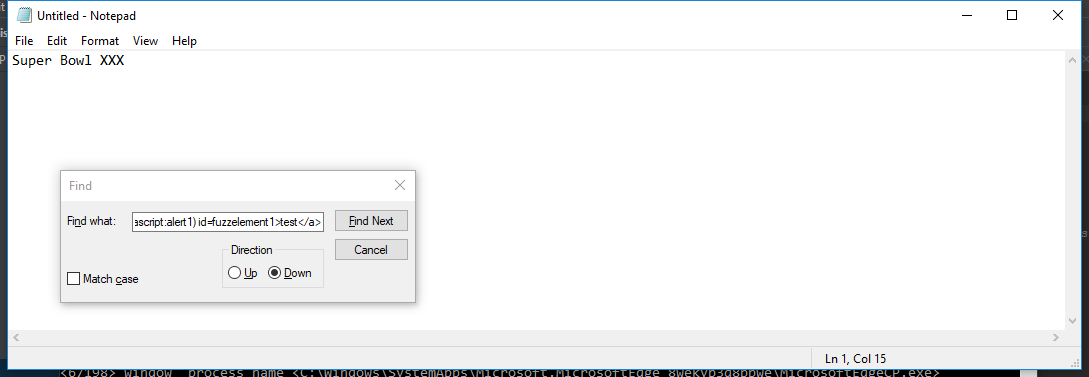 Untitled - Notepad
File Edit Format View Help
Super Bowl XXX
Find
Find what: ascript:alert1) id=fuzzelement1>test</a> Find Next
Cancel
Direction
Up Down
Match case
Ln 1, Col 15
<6/198> window process name <C:\Windows\SystemApps\Microsoft.MicrosoftEdge_8wekyb3d8bbwe\MicrosoftEdgeCP.exe>